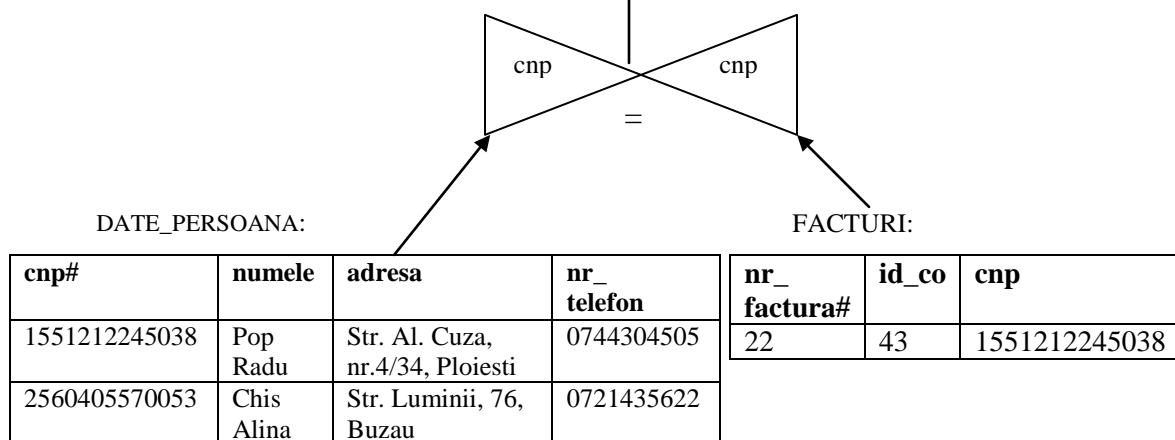 cnp cnp
=
DATE_PERSOANA: FACTURI:
cnp# numele adresa nr_
telefon
1551212245038 Pop
Radu Str. Al. Cuza,
nr.4/34, Ploiesti 0744304505
2560405570053 Chis
Alina Str. Luminii, 76,
Buzau 0721435622
nr_
factura# id_co cnp
22 43 1551212245038